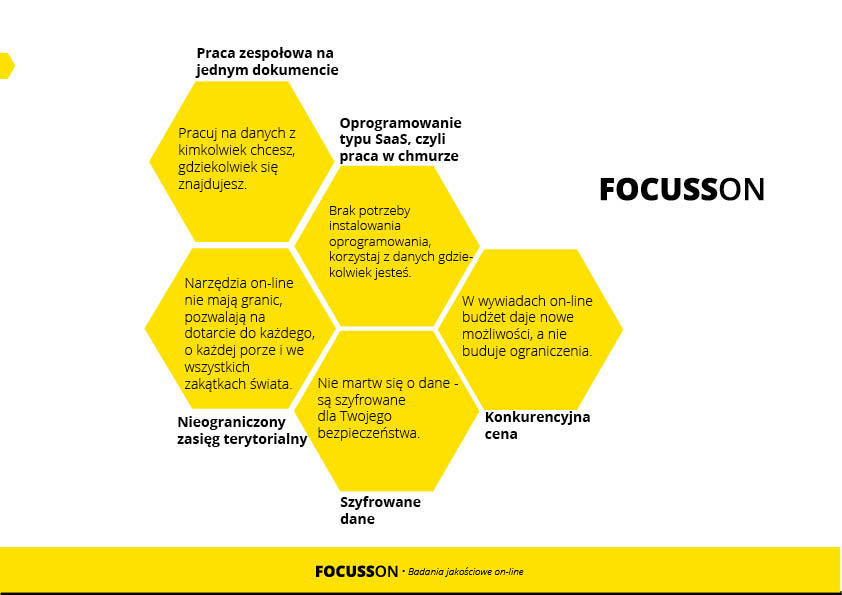 Praca zespołowa na
jednym dokumencie
Pracuj na danych z
kimkolwiek chcesz,
gdziekolwiek się
znajdujesz.
Oprogramowanie
typu SaaS, czyli
praca w chmurze
Brak potrzeby
instalowania
oprogramowania,
korzystaj z danych gdzie-
kolwiek jesteś.
FOCUSSON
Narzędzia on-line
nie mają granic,
pozwalają na
dotarcie do każdego,
o każdej porze i we
wszystkich
zakątkach świata.
Nieograniczony
zasięg terytorialny
W wywiadach on-line
budżet daje nowe
możliwości, a nie
buduje ograniczenia.
Konkurencyjna
cena
Nie martw się o dane -
są szyfrowane
dla Twojego
bezpieczeństwa.
Szyfrowane
dane
FOCUSSON · Badania jakościowe on-line